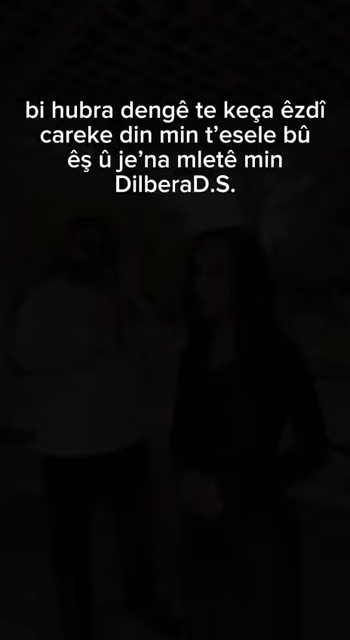 bi hubra dengê te keça êzdî
careke din min t’esele bû
êş û je’na mletê min
DilberaD.S.